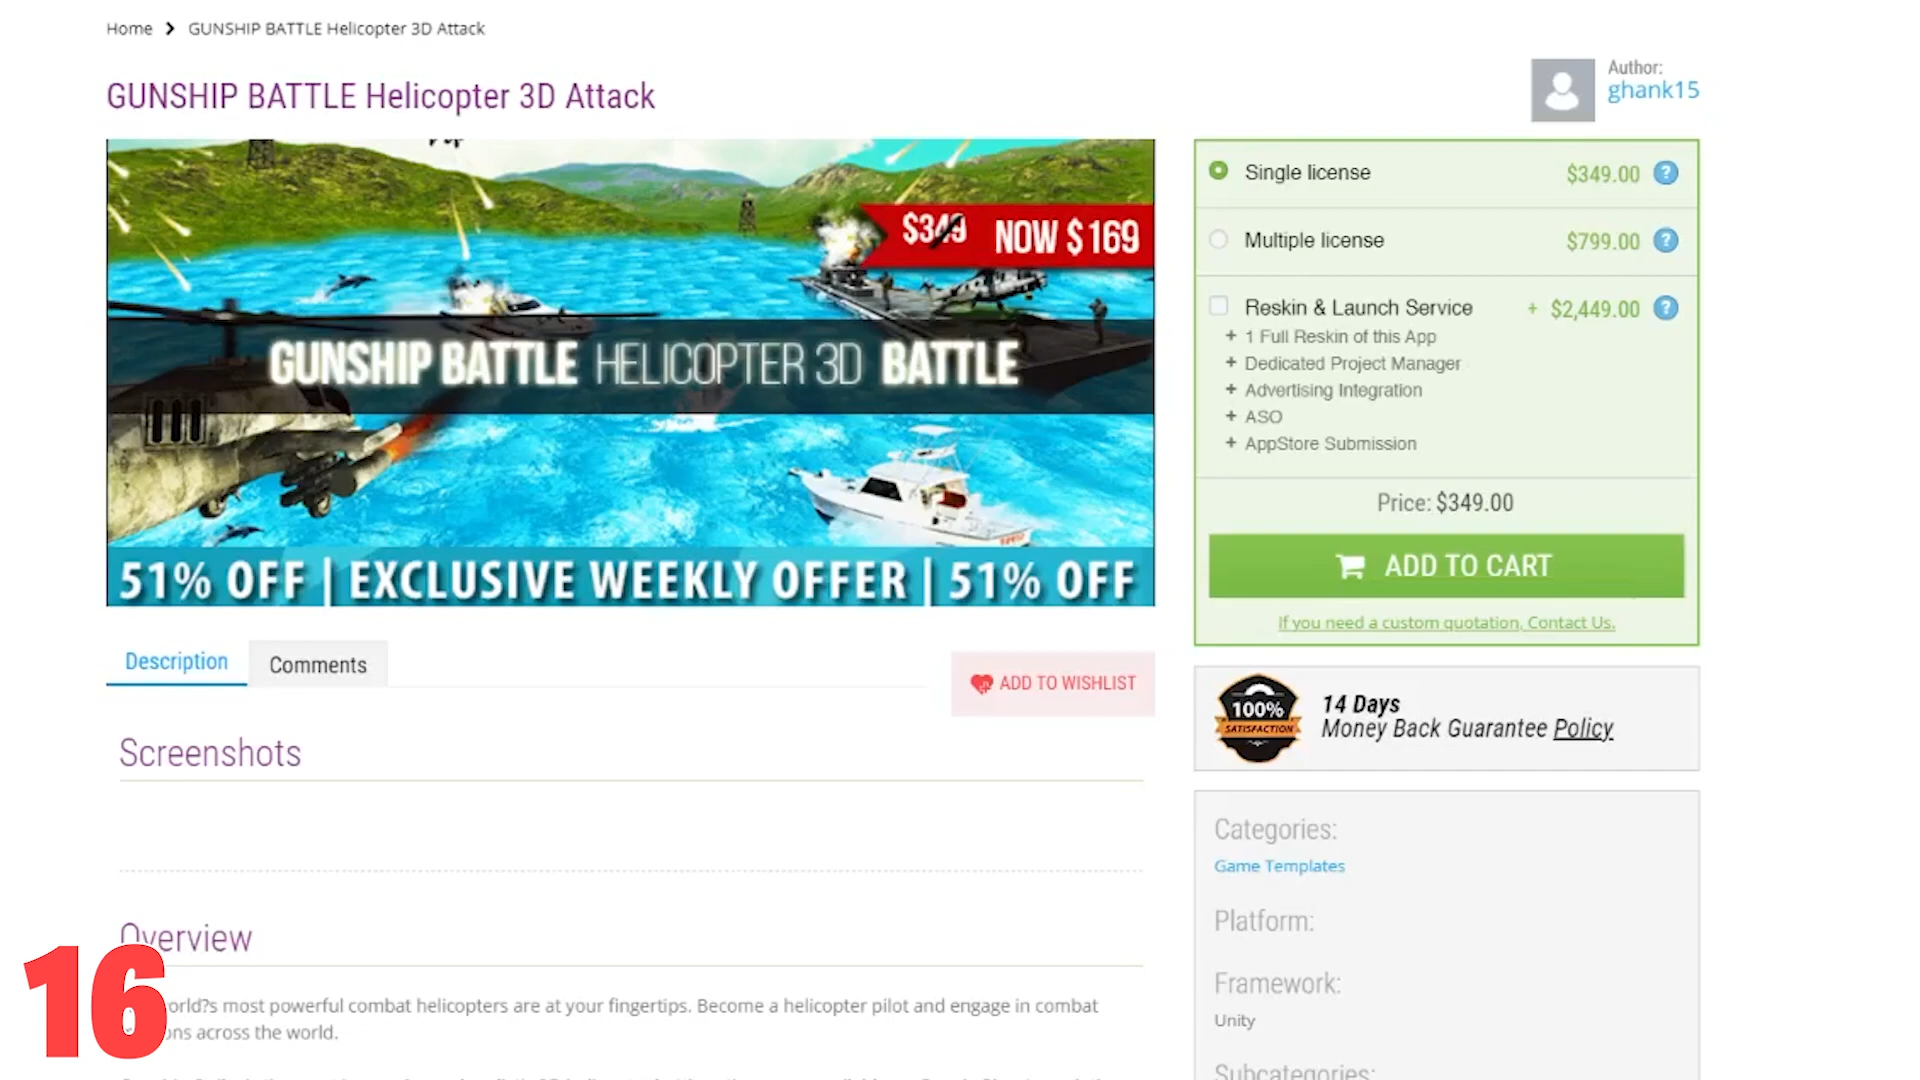 Home > GUNSHIP BATTLE Helicopter 3D Attack
GUNSHIP BATTLE Helicopter 3D Attack
Author:
ghank15
$349 NOW $169
GUNSHIP BATTLE HELICOPTER 3D BATTLE
51% OFF | EXCLUSIVE WEEKLY OFFER | 51% OFF
Single license $349.00 ?
Multiple license $799.00 ?
Reskin & Launch Service + $2,449.00 ?
+ 1 Full Reskin of this App
+ Dedicated Project Manager
+ Advertising Integration
+ ASO
+ AppStore Submission
Price: $349.00
ADD TO CART
If you need a custom quotation, Contact Us.
Description
Comments
ADD TO WISHLIST
100%
SATISFACTION
14 Days
Money Back Guarantee Policy
Screenshots
Categories:
Game Templates
Platform:
Framework:
Unity
Subcategories:
Overview
world?s most powerful combat helicopters are at your fingertips. Become a helicopter pilot and engage in combat
across the world.
16